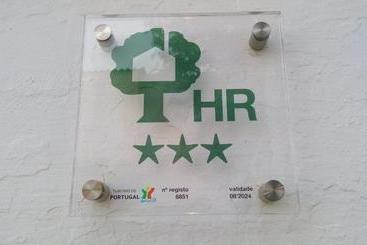 HR
TURISMO DE
PORTUGAL
nº registo
6851
validade
08'2024